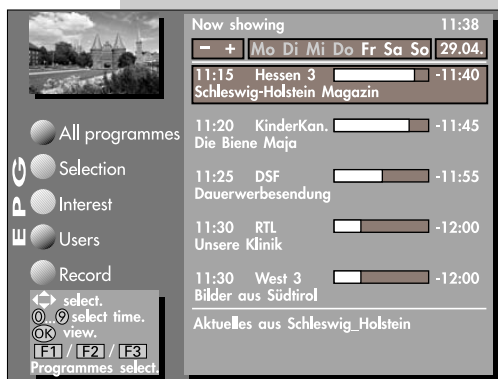 Now showing 11:38
- + Mo Di Mi Do Fr Sa So 29.04.
11:15 Hessen 3 -11:40
Schleswig-Holstein Magazin
11:20 KinderKan. -11:45
Die Biene Maja
11:25 DSF -11:55
Dauerwerbesendung
11:30 RTL -12:00
Unsere Klinik
11:30 West 3 -12:00
Bilder aus Südtirol
Aktuelles aus Schleswig_Holstein
EPG
All programmes
Selection
Interest
Users
Record
select.
0...9 select time.
OK view.
F1 / F2 / F3
Programmes select.